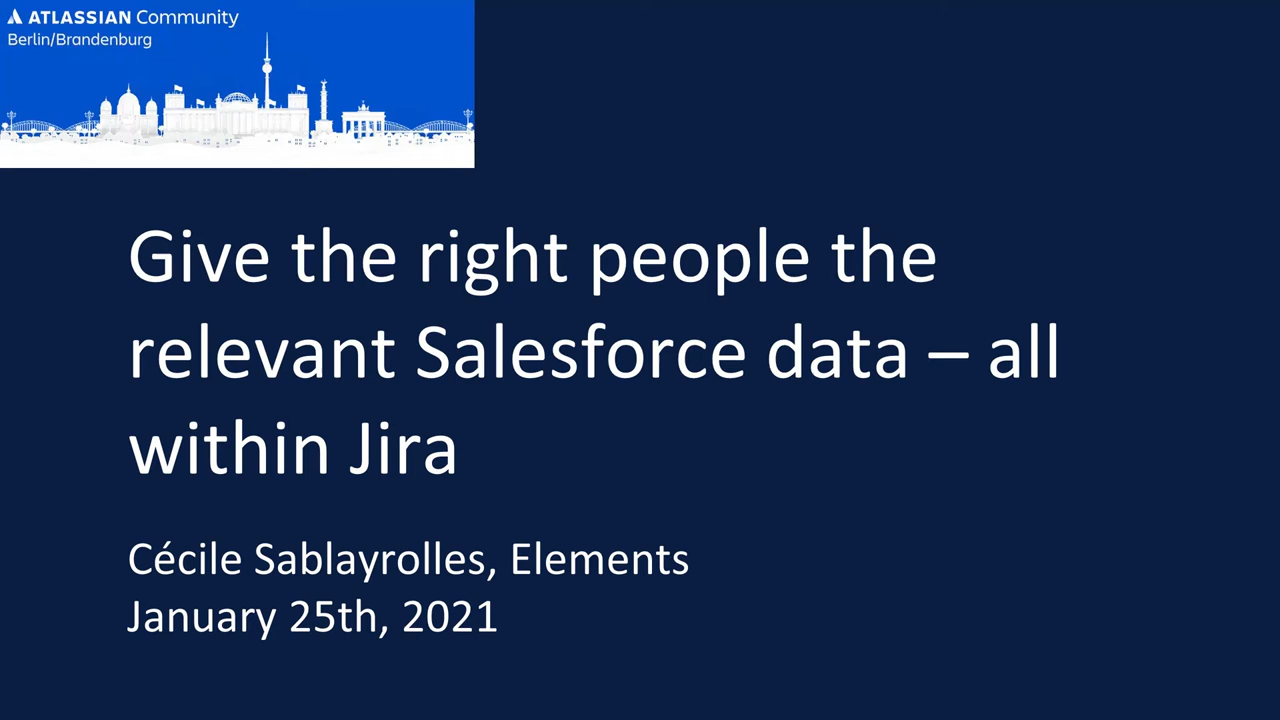 ATLASSIAN Community
Berlin/Brandenburg
Give the right people the
relevant Salesforce data – all
within Jira
Cécile Sablayrolles, Elements
January 25th, 2021